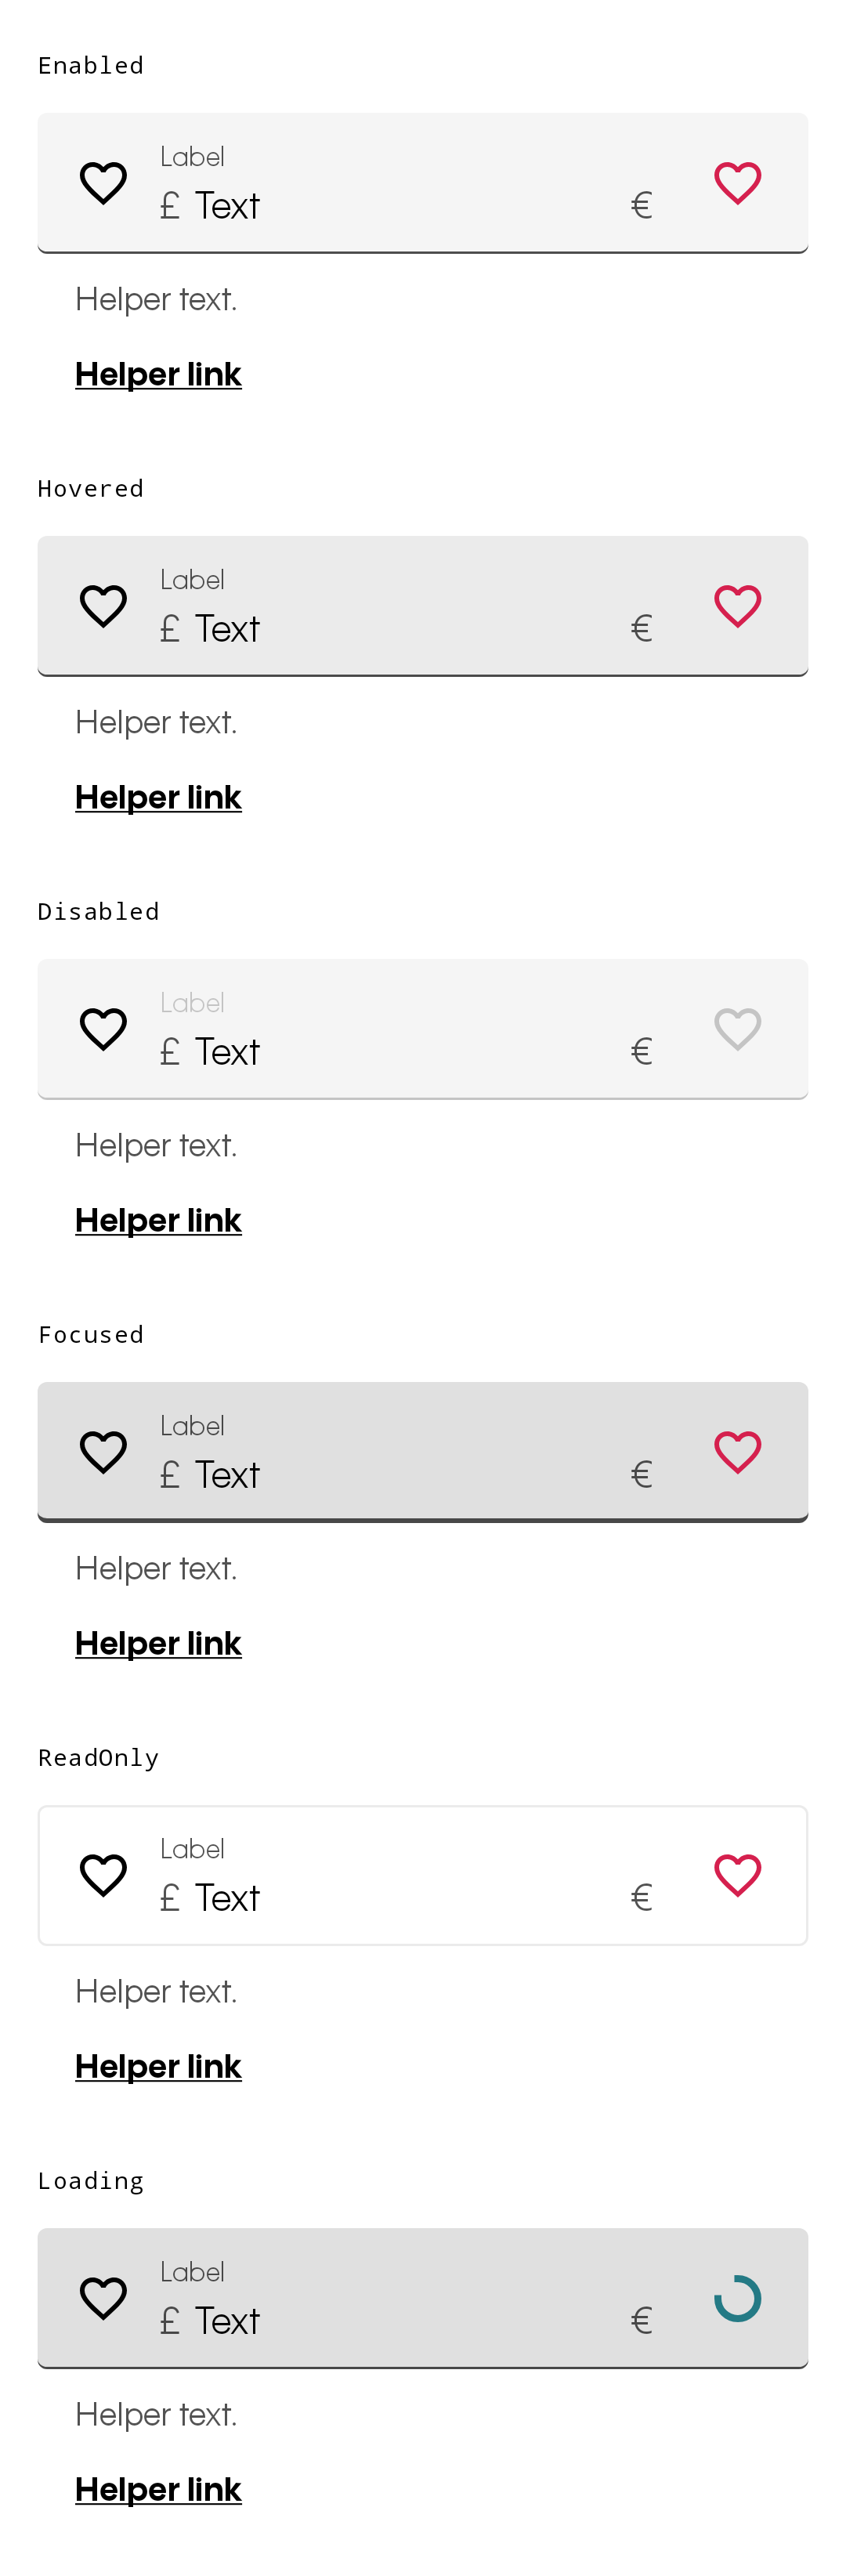 Enabled
Label
£ Text €
Helper text.
Helper link
Hovered
Label
£ Text €
Helper text.
Helper link
Disabled
Label
£ Text €
Helper text.
Helper link
Focused
Label
£ Text €
Helper text.
Helper link
ReadOnly
Label
£ Text €
Helper text.
Helper link
Loading
Label
£ Text €
Helper text.
Helper link